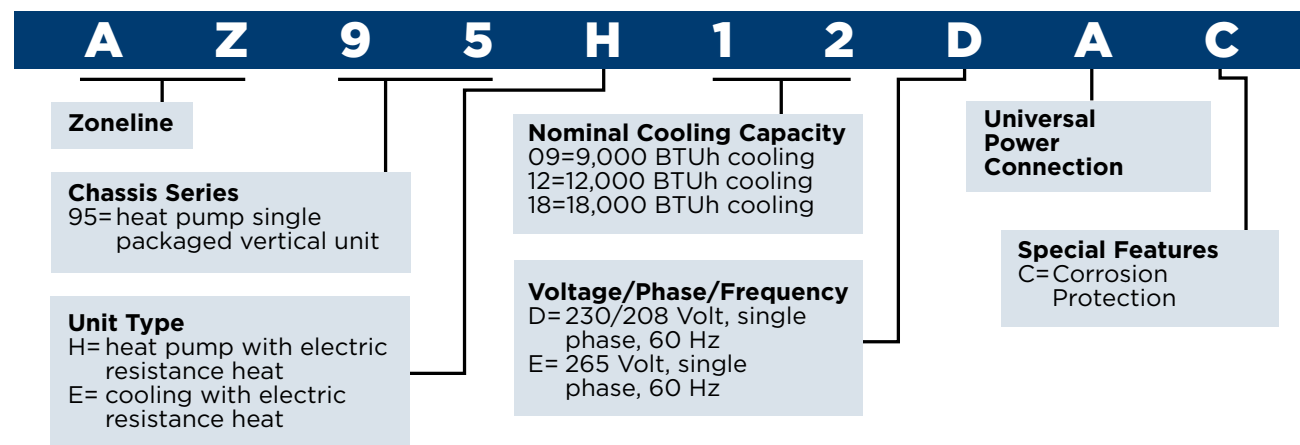 A Z 9 5 H 1 2 D A C
Zoneline
Chassis Series
95=heat pump single
packaged vertical unit
Unit Type
H=heat pump with electric
resistance heat
E= cooling with electric
resistance heat
Nominal Cooling Capacity
09=9,000 BTUh cooling
12=12,000 BTUh cooling
18=18,000 BTUh cooling
Voltage/Phase/Frequency
D=230/208 Volt, single
phase, 60 Hz
E= 265 Volt, single
phase, 60 Hz
Universal
Power
Connection
Special Features
C=Corrosion
Protection